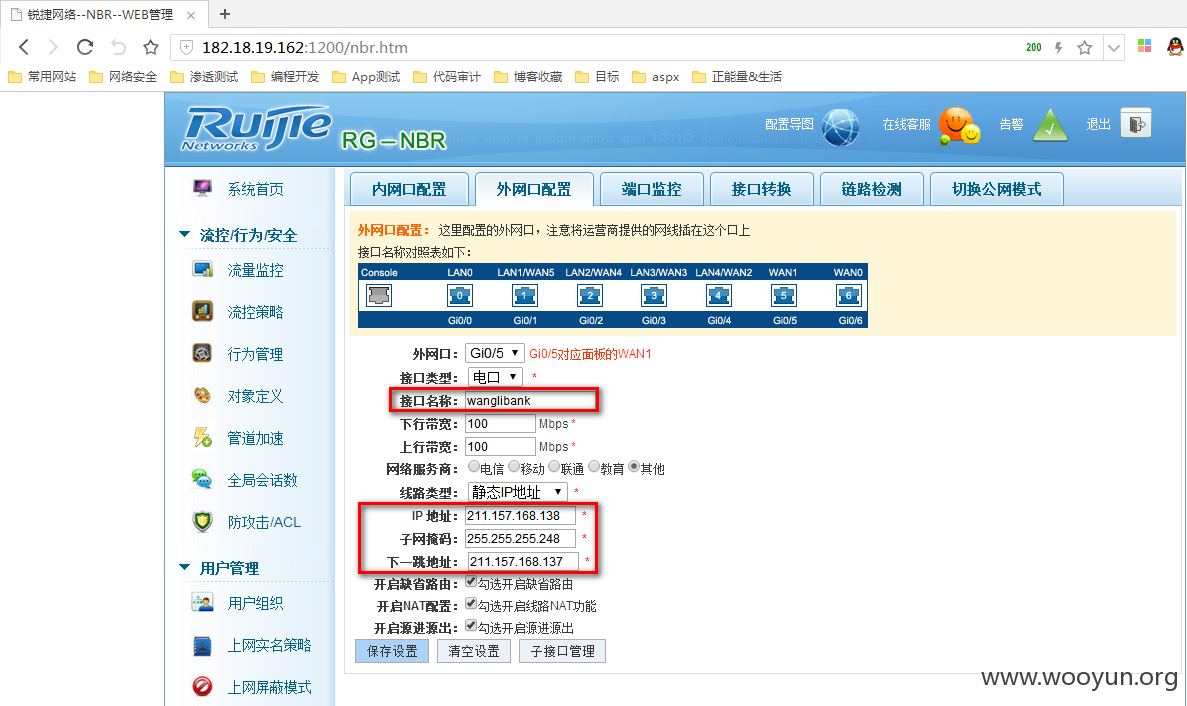 锐捷网络--NBR--WEB管理
182.18.19.162:1200/nbr.htm
200
常用网站 网络安全 渗透测试 编程开发 App测试 代码审计 博客收藏 目标 aspx 正能量&生活
Ruijie
Networks
RG-NBR
配置导图 在线客服 告警 退出
系统首页
流控/行为/安全
流量监控
流控策略
行为管理
对象定义
管道加速
全局会话数
防攻击/ACL
用户管理
用户组织
上网实名策略
上网屏蔽模式
内网口配置 外网口配置 端口监控 接口转换 链路检测 切换公网模式
外网口配置： 这里配置的外网口，注意将运营商提供的网线插在这个口上
接口名称对照表如下：
Console LAN0 LAN1/WAN5 LAN2/WAN4 LAN3/WAN3 LAN4/WAN2 WAN1 WAN0
0 1 2 3 4 5 6
Gi0/0 Gi0/1 Gi0/2 Gi0/3 Gi0/4 Gi0/5 Gi0/6
外网口： Gi0/5 Gi0/5对应面板的WAN1
接口类型： 电口 *
接口名称： wanglibank
下行带宽： 100 Mbps *
上行带宽： 100 Mbps *
网络服务商： 电信 移动 联通 教育 其他
线路类型： 静态IP地址 *
IP 地址： 211.157.168.138 *
子网掩码： 255.255.255.248 *
下一跳地址： 211.157.168.137 *
开启缺省路由： 勾选开启缺省路由
开启NAT配置： 勾选开启线路NAT功能
开启源进源出： 勾选开启源进源出
保存设置 清空设置 子接口管理
www.wooyun.org